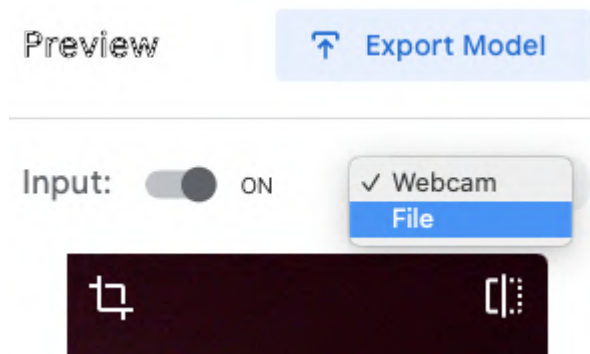 Preview
Export Model
Input:
ON
✓ Webcam
File